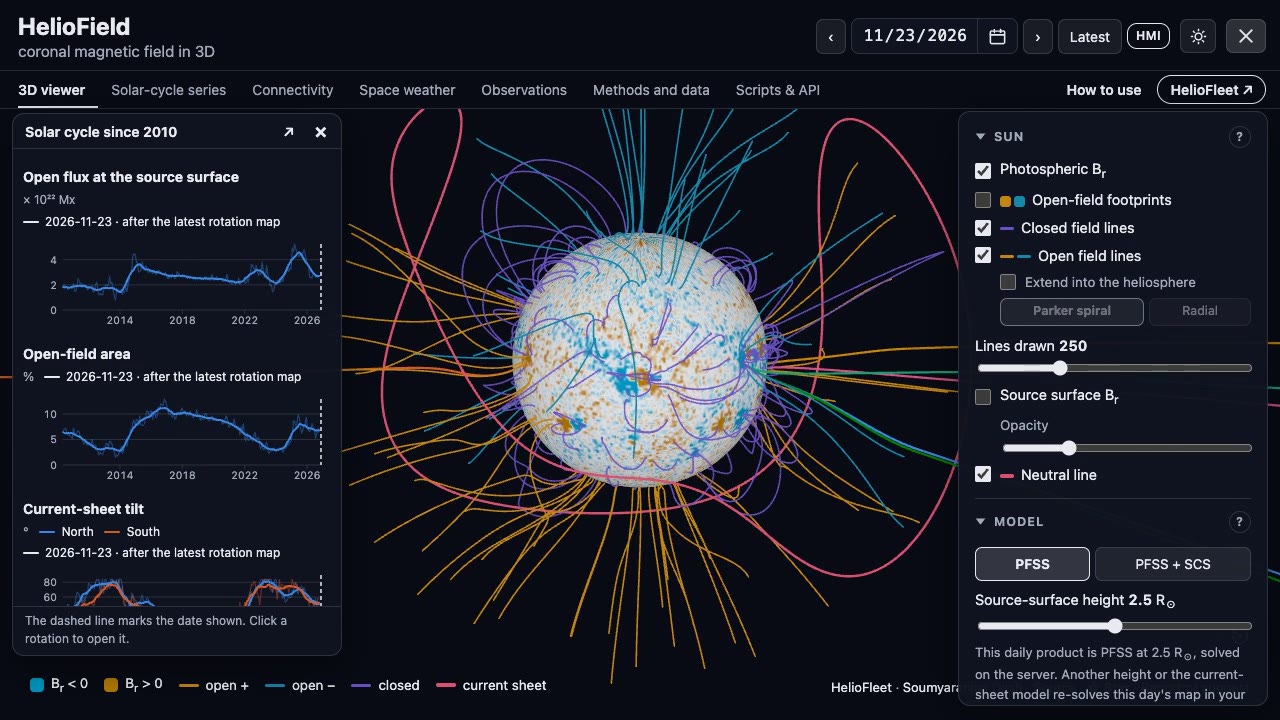 HelioField
coronal magnetic field in 3D
‹ 11/23/2026 › Latest HMI
3D viewer Solar-cycle series Connectivity Space weather Observations Methods and data Scripts & API How to use HelioFleet ↗
Solar cycle since 2010
Open flux at the source surface
× 10²² Mx
2026-11-23 · after the latest rotation map
4
2
0
2014 2018 2022 2026
Open-field area
% 2026-11-23 · after the latest rotation map
10
5
0
2014 2018 2022 2026
Current-sheet tilt
° North South
2026-11-23 · after the latest rotation map
80
60
The dashed line marks the date shown. Click a
rotation to open it.
Br < 0 Br > 0 open + open − closed current sheet
HelioFleet · Soumyara
SUN ?
Photospheric Br
Open-field footprints
Closed field lines
Open field lines
Extend into the heliosphere
Parker spiral Radial
Lines drawn 250
Source surface Br
Opacity
Neutral line
MODEL ?
PFSS PFSS + SCS
Source-surface height 2.5 R☉
This daily product is PFSS at 2.5 R☉, solved
on the server. Another height or the current-
sheet model re-solves this day's map in your